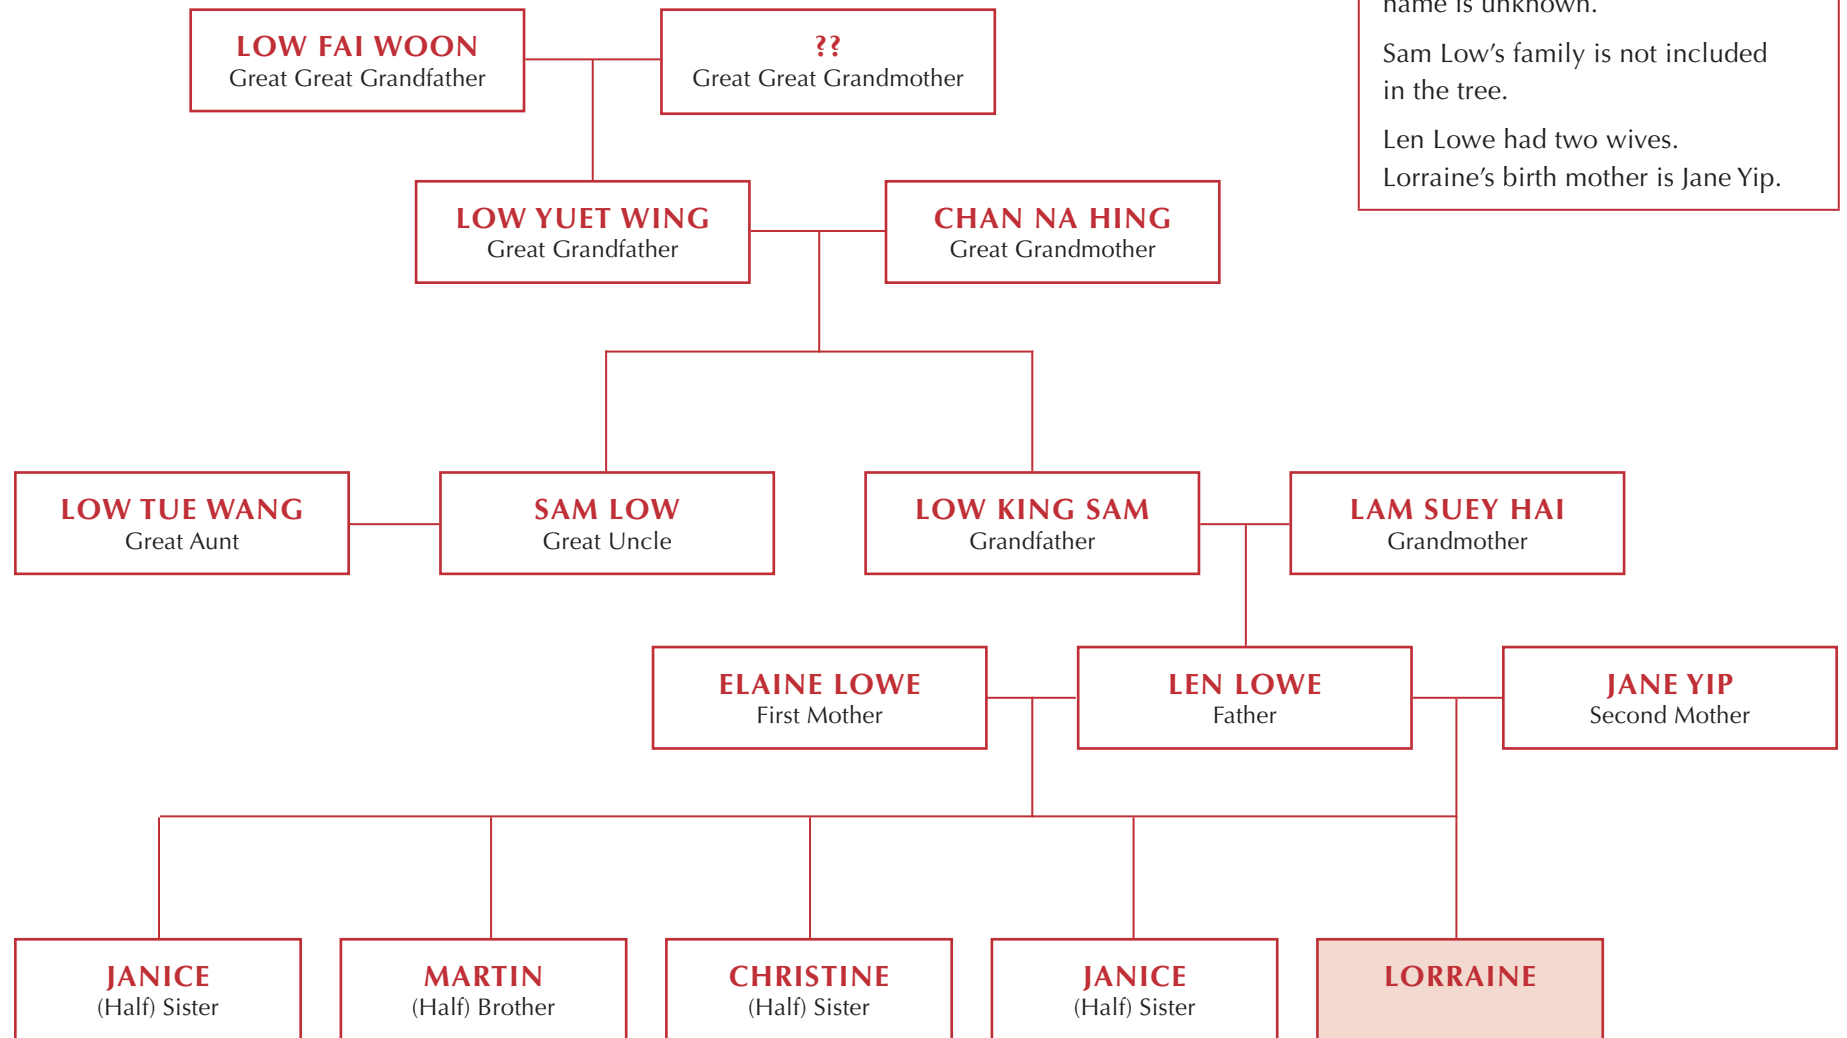 name is unknown.
Sam Low’s family is not included
in the tree.
Len Lowe had two wives.
Lorraine’s birth mother is Jane Yip.
LOW FAI WOON
Great Great Grandfather
??
Great Great Grandmother
LOW YUET WING
Great Grandfather
CHAN NA HING
Great Grandmother
LOW TUE WANG
Great Aunt
SAM LOW
Great Uncle
LOW KING SAM
Grandfather
LAM SUEY HAI
Grandmother
ELAINE LOWE
First Mother
LEN LOWE
Father
JANE YIP
Second Mother
JANICE
(Half) Sister
MARTIN
(Half) Brother
CHRISTINE
(Half) Sister
JANICE
(Half) Sister
LORRAINE